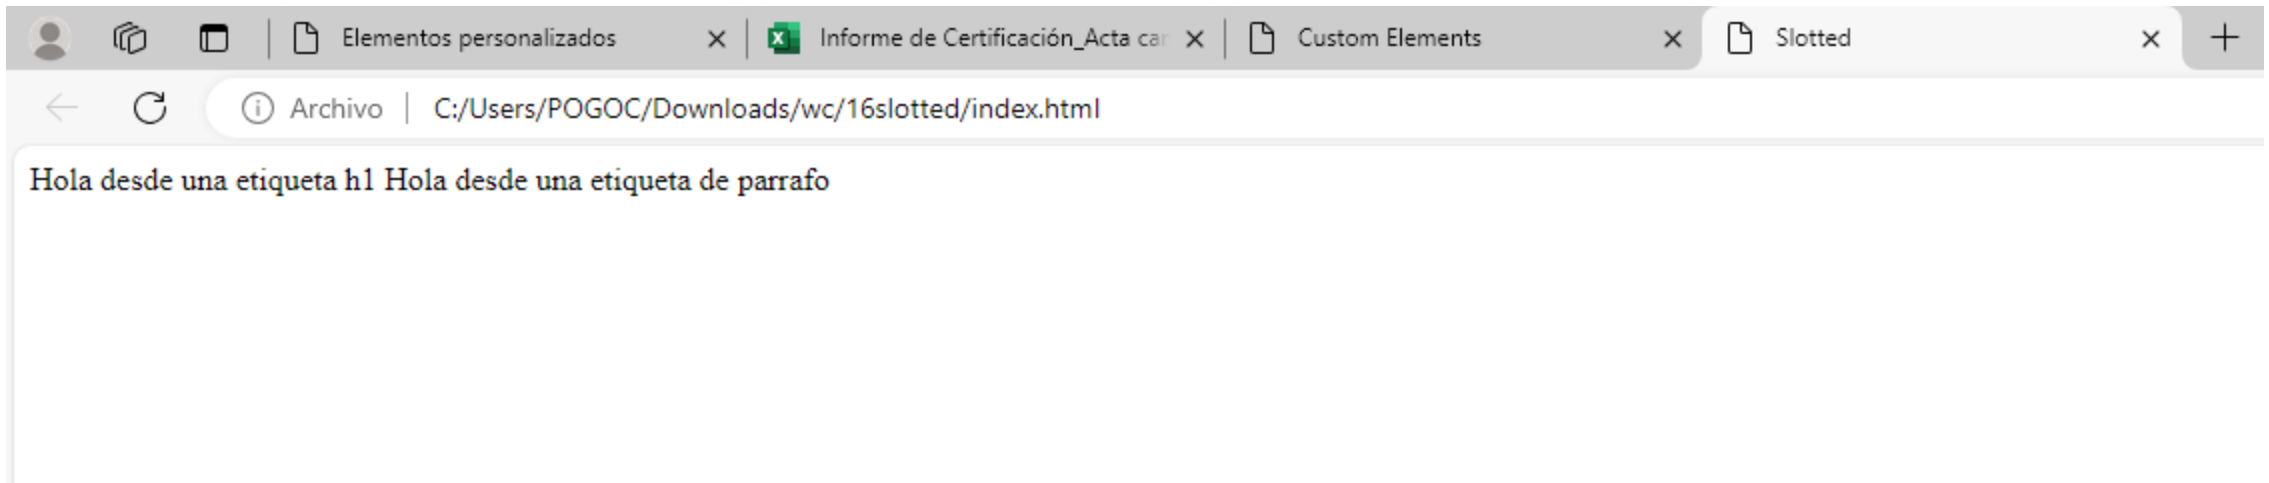 Elementos personalizados Informe de Certificación_Acta car Custom Elements Slotted
Archivo C:/Users/POGOC/Downloads/wc/16slotted/index.html
Hola desde una etiqueta h1 Hola desde una etiqueta de parrafo